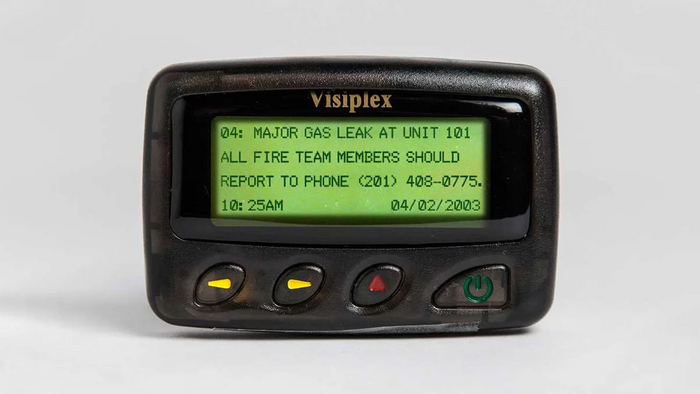 Visiplex
04: MAJOR GAS LEAK AT UNIT 101
ALL FIRE TEAM MEMBERS SHOULD
REPORT TO PHONE (201) 408-0775.
10:25AM 04/02/2003